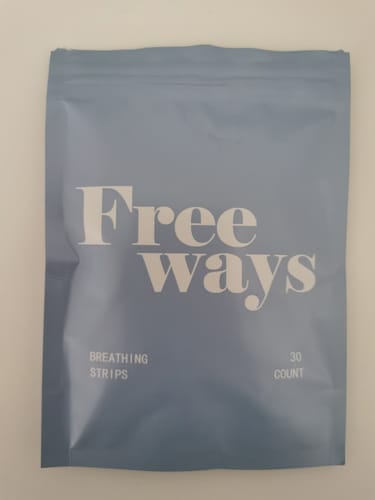 Free
ways
BREATHING
STRIPS
30
COUNT